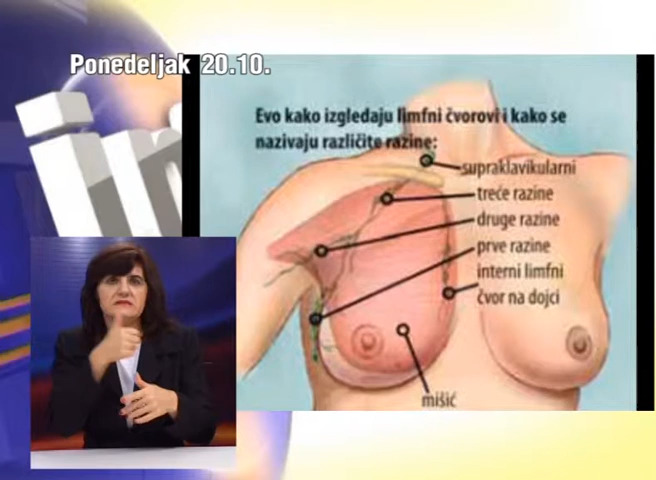 Ponedeljak 20.10.
Evo kako izgledaju limfni čvorovi i kako se
nazivaju različite razine:
supraklavikularni
treće razine
druge razine
prve razine
interni limfni
čvor na dojci
mišić
in